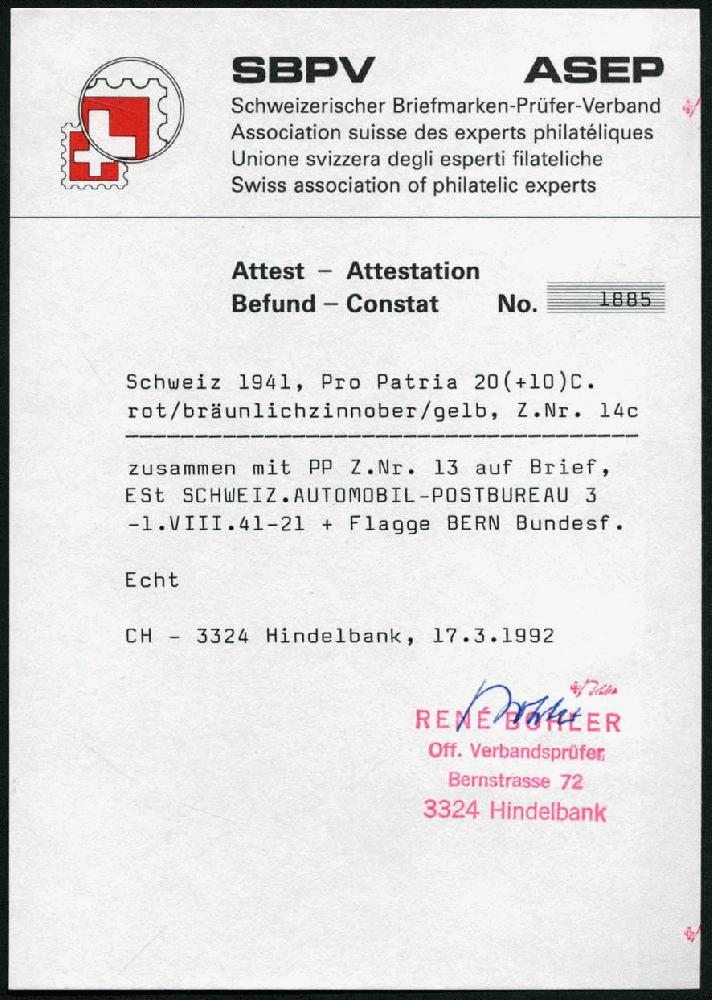 SBPV ASEP
Schweizerischer Briefmarken-Prüfer-Verband
Association suisse des experts philatéliques
Unione svizzera degli esperti filateliche
Swiss association of philatelic experts
Attest – Attestation
Befund – Constat No. 1885
Schweiz 1941, Pro Patria 20(+10)C.
rot/bräunlichzinnober/gelb, Z.Nr. 14c
zusammen mit PP Z.Nr. 13 auf Brief,
ESt SCHWEIZ.AUTOMOBIL-POSTBUREAU 3
-1.VIII.41-21 + Flagge BERN Bundesf.
Echt
CH - 3324 Hindelbank, 17.3.1992
RENÉ BOHLER
Off. Verbandsprüfer
Bernstrasse 72
3324 Hindelbank